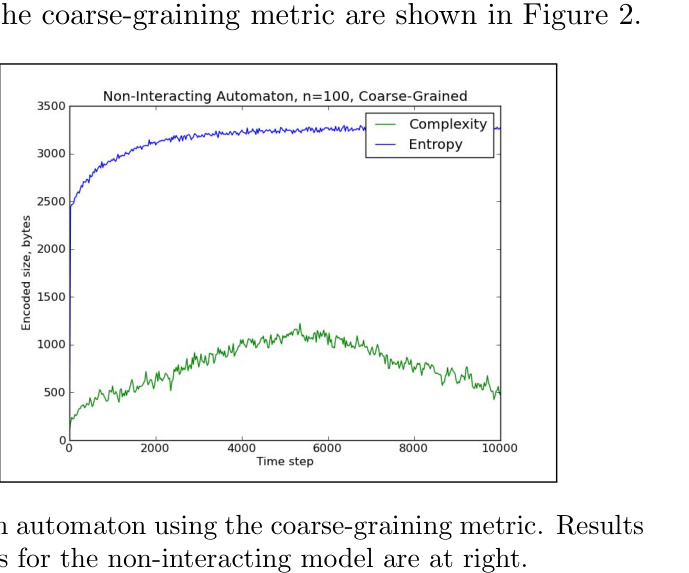 he coarse-graining metric are shown in Figure 2.
Non-Interacting Automaton, n=100, Coarse-Grained
3500
3000
2500
2000
1500
1000
500
0
Encoded size, bytes
Complexity
Entropy
0 2000 4000 6000 8000 10000
Time step
n automaton using the coarse-graining metric. Results
s for the non-interacting model are at right.